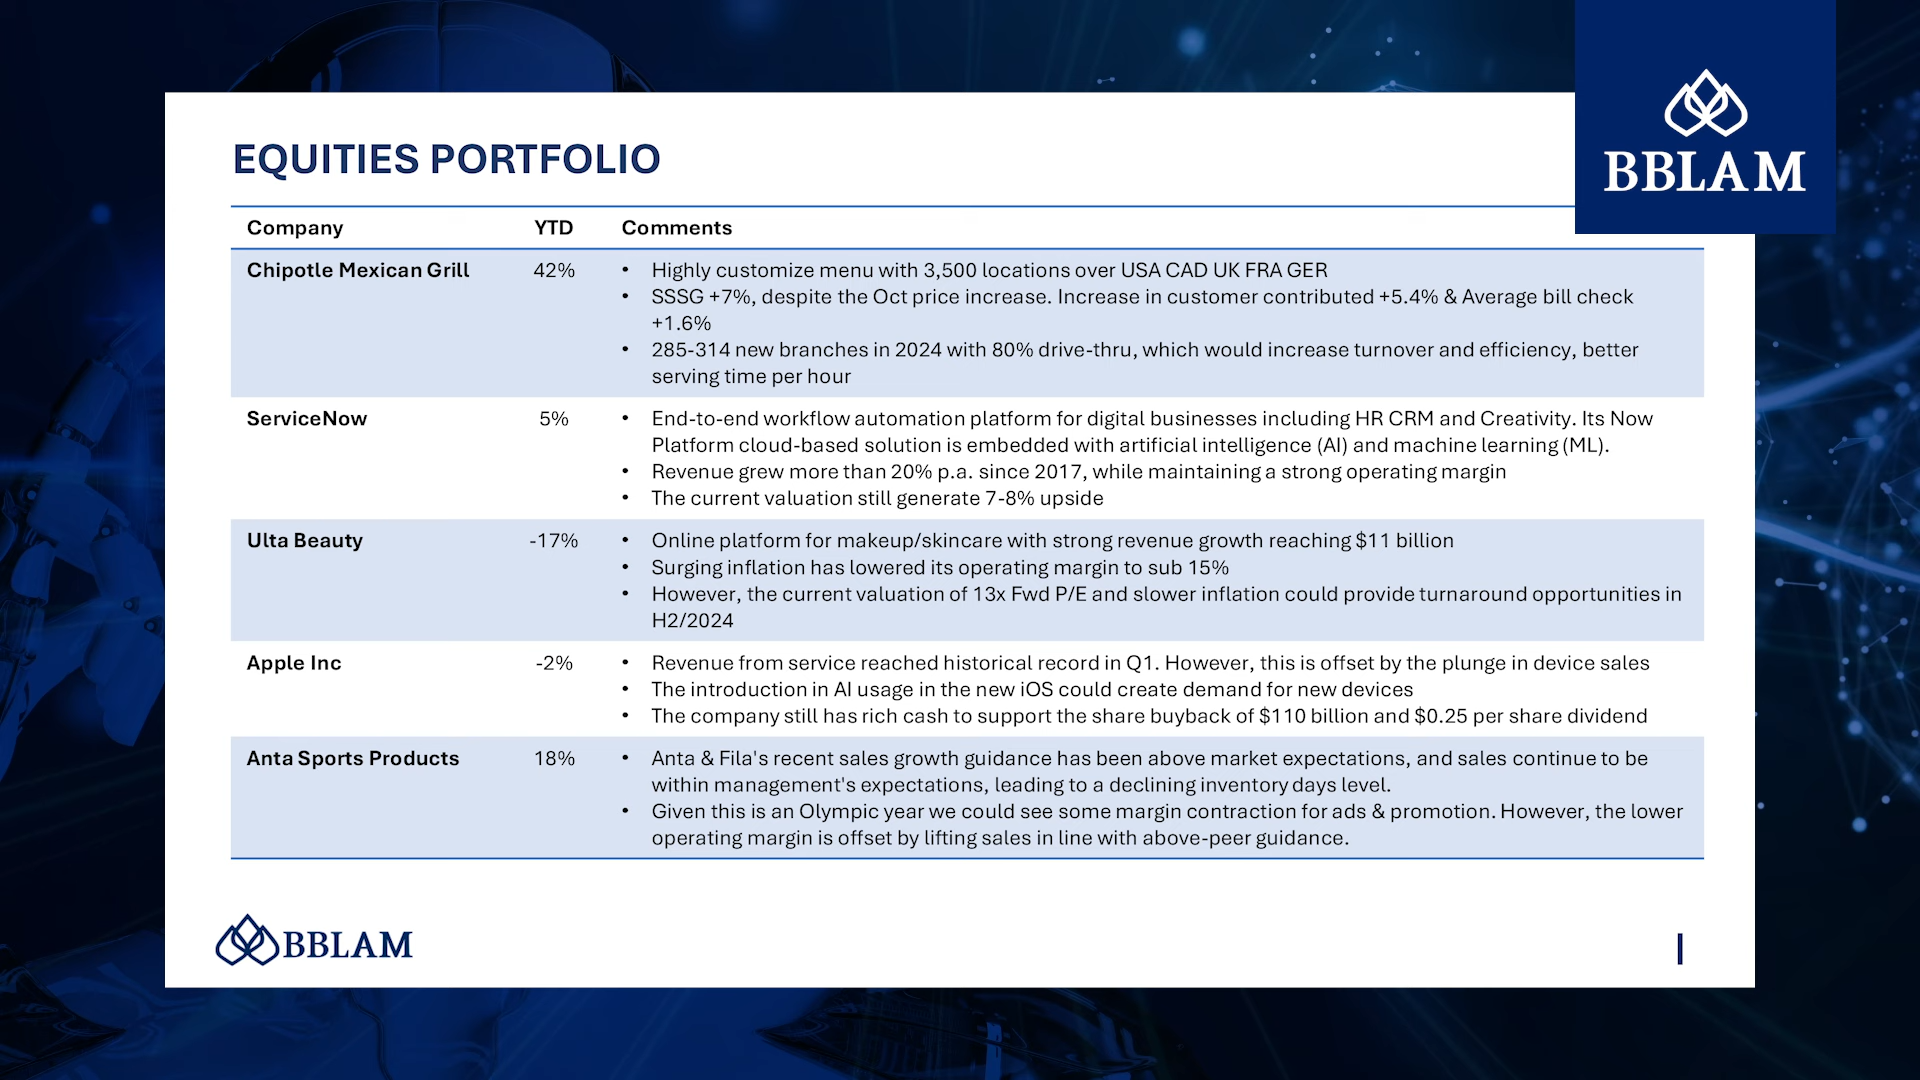 BBLAM
EQUITIES PORTFOLIO
Company YTD Comments
Chipotle Mexican Grill 42% • Highly customize menu with 3,500 locations over USA CAD UK FRA GER
• SSSG +7%, despite the Oct price increase. Increase in customer contributed +5.4% & Average bill check
+1.6%
• 285-314 new branches in 2024 with 80% drive-thru, which would increase turnover and efficiency, better
serving time per hour
ServiceNow 5% • End-to-end workflow automation platform for digital businesses including HR CRM and Creativity. Its Now
Platform cloud-based solution is embedded with artificial intelligence (AI) and machine learning (ML).
• Revenue grew more than 20% p.a. since 2017, while maintaining a strong operating margin
• The current valuation still generate 7-8% upside
Ulta Beauty -17% • Online platform for makeup/skincare with strong revenue growth reaching $11 billion
• Surging inflation has lowered its operating margin to sub 15%
• However, the current valuation of 13x Fwd P/E and slower inflation could provide turnaround opportunities in
H2/2024
Apple Inc -2% • Revenue from service reached historical record in Q1. However, this is offset by the plunge in device sales
• The introduction in AI usage in the new iOS could create demand for new devices
• The company still has rich cash to support the share buyback of $110 billion and $0.25 per share dividend
Anta Sports Products 18% • Anta & Fila's recent sales growth guidance has been above market expectations, and sales continue to be
within management's expectations, leading to a declining inventory days level.
• Given this is an Olympic year we could see some margin contraction for ads & promotion. However, the lower
operating margin is offset by lifting sales in line with above-peer guidance.
BBLAM